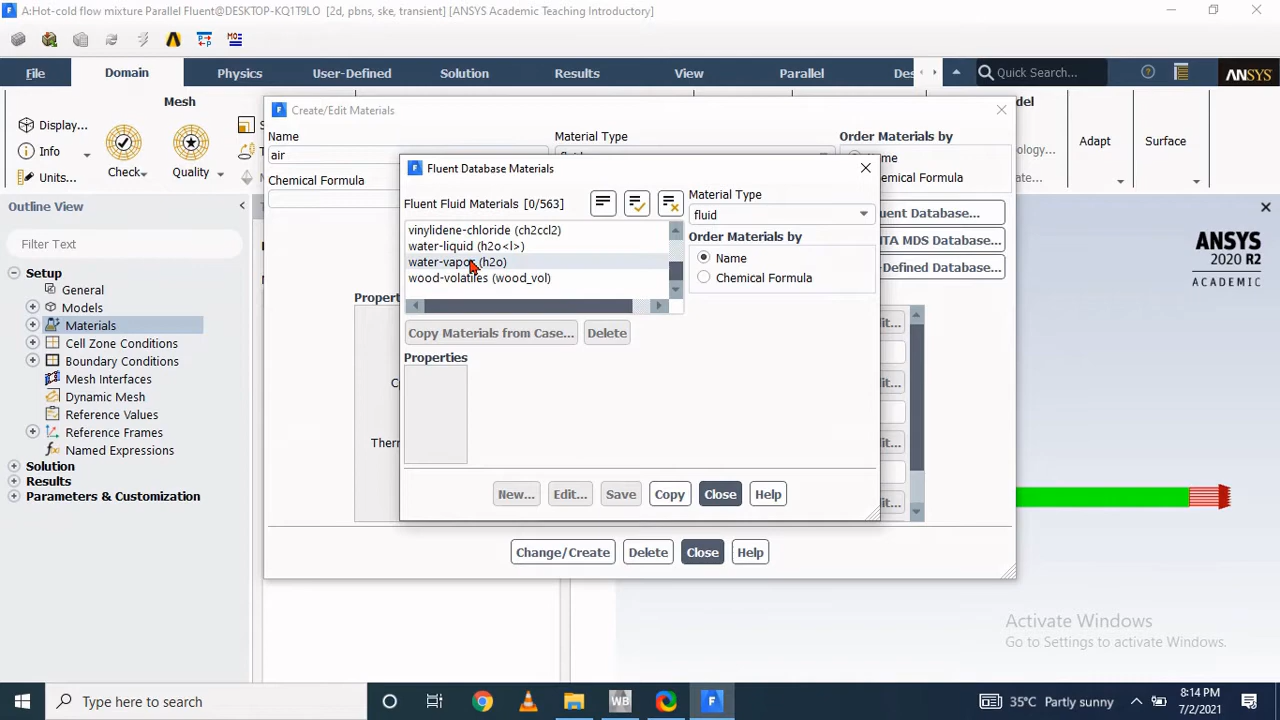 A:Hot-cold flow mixture Parallel Fluent@DESKTOP-KQ1T9LO [2d, pbns, ske, transient] [ANSYS Academic Teaching Introductory]
File Domain Physics User-Defined Solution Results View Parallel Quick Search... ANSYS
Mesh
Display...
Info
Units...
Check...
Quality
Adapt
Surface
Create/Edit Materials
Name
air
Chemical Formula
Material Type
Order Materials by
Name
Fluent Database Materials
Fluent Fluid Materials [0/563]
vinylidene-chloride (ch2ccl2)
water-liquid (h2o<l>)
water-vapor (h2o)
wood-volatiles (wood_vol)
Material Type
fluid
Order Materials by
Name
Chemical Formula
Copy Materials from Case... Delete
Properties
New... Edit... Save Copy Close Help
Change/Create Delete Close Help
Outline View
Filter Text
Setup
General
Models
Materials
Cell Zone Conditions
Boundary Conditions
Mesh Interfaces
Dynamic Mesh
Reference Values
Reference Frames
Named Expressions
Solution
Results
Parameters & Customization
ANSYS
2020 R2
ACADEMIC
Activate Windows
Go to Settings to activate Windows.
Type here to search
WB
35°C Partly sunny
8:14 PM
7/2/2021